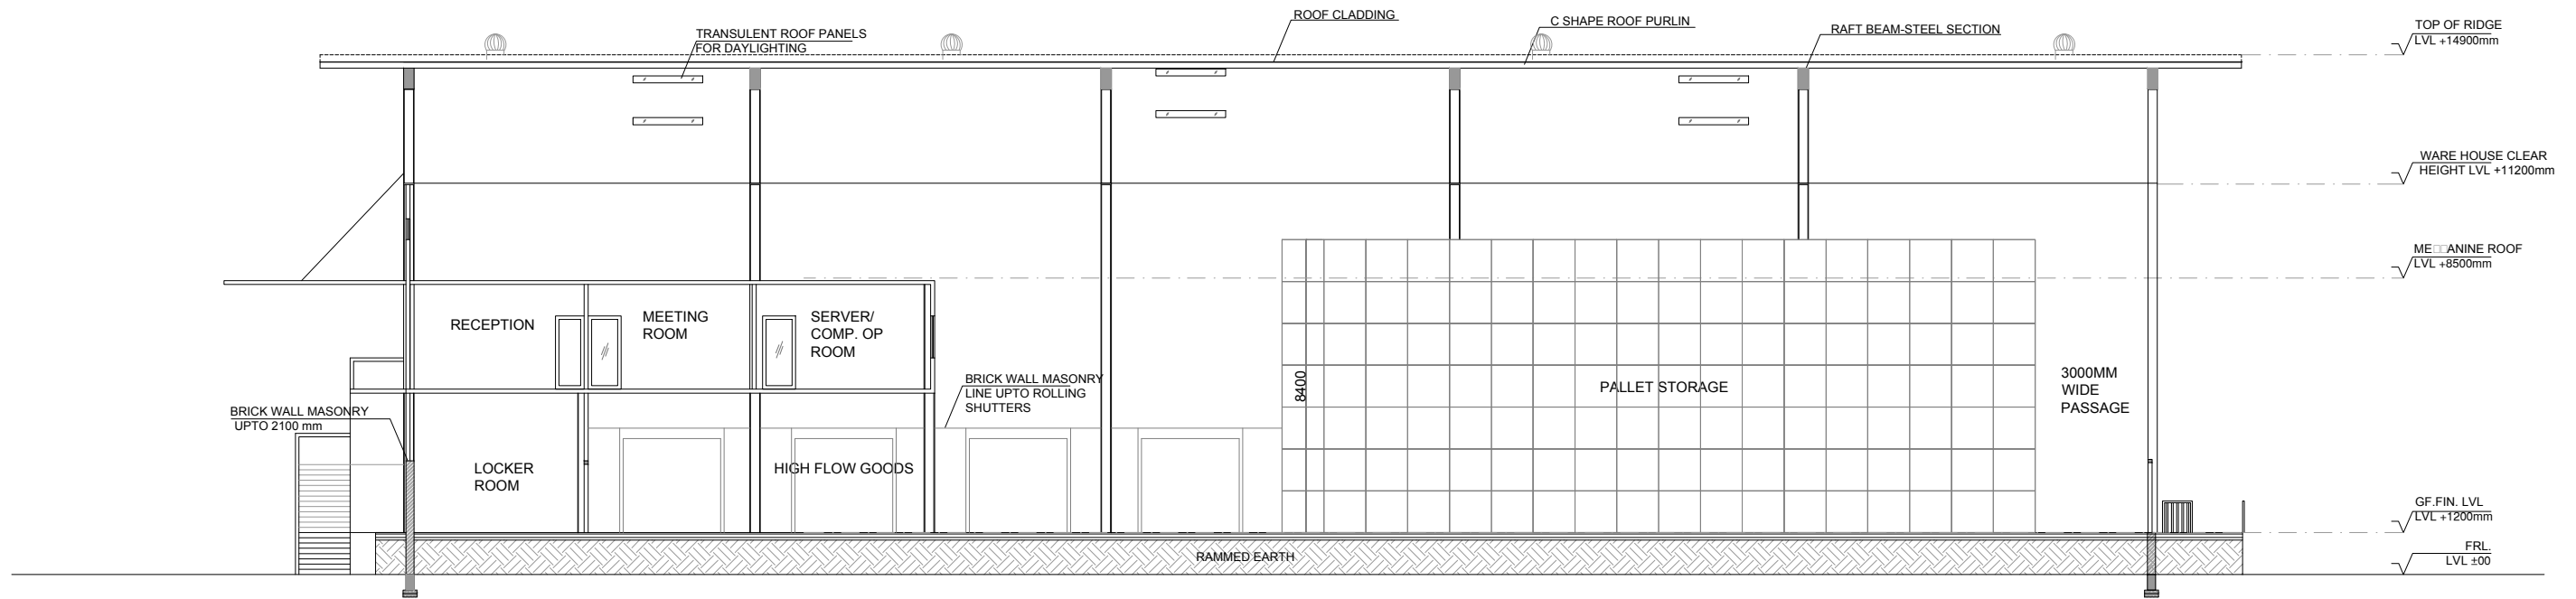 ROOF CLADDING
C SHAPE ROOF PURLIN
RAFT BEAM-STEEL SECTION
TRANSULENT ROOF PANELS
FOR DAYLIGHTING
TOP OF RIDGE
LVL +14900mm
WARE HOUSE CLEAR
HEIGHT LVL +11200mm
ME□□ANINE ROOF
LVL +8500mm
RECEPTION
MEETING
ROOM
SERVER/
COMP. OP
ROOM
BRICK WALL MASONRY
LINE UPTO ROLLING
SHUTTERS
8400
PALLET STORAGE
3000MM
WIDE
PASSAGE
BRICK WALL MASONRY
UPTO 2100 mm
LOCKER
ROOM
HIGH FLOW GOODS
GF.FIN. LVL
LVL +1200mm
RAMMED EARTH
FRL.
LVL ±00